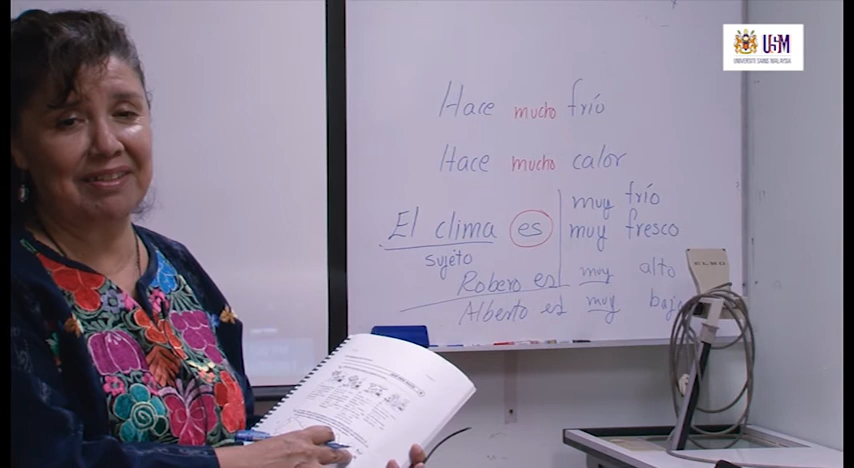 USM
UNIVERSITI SAINS MALAYSIA
Hace mucho frío
Hace mucho calor
El clima es
muy frío
muy fresco
sujeto
Robero es muy alto
Alberto es muy bajo
ELMO